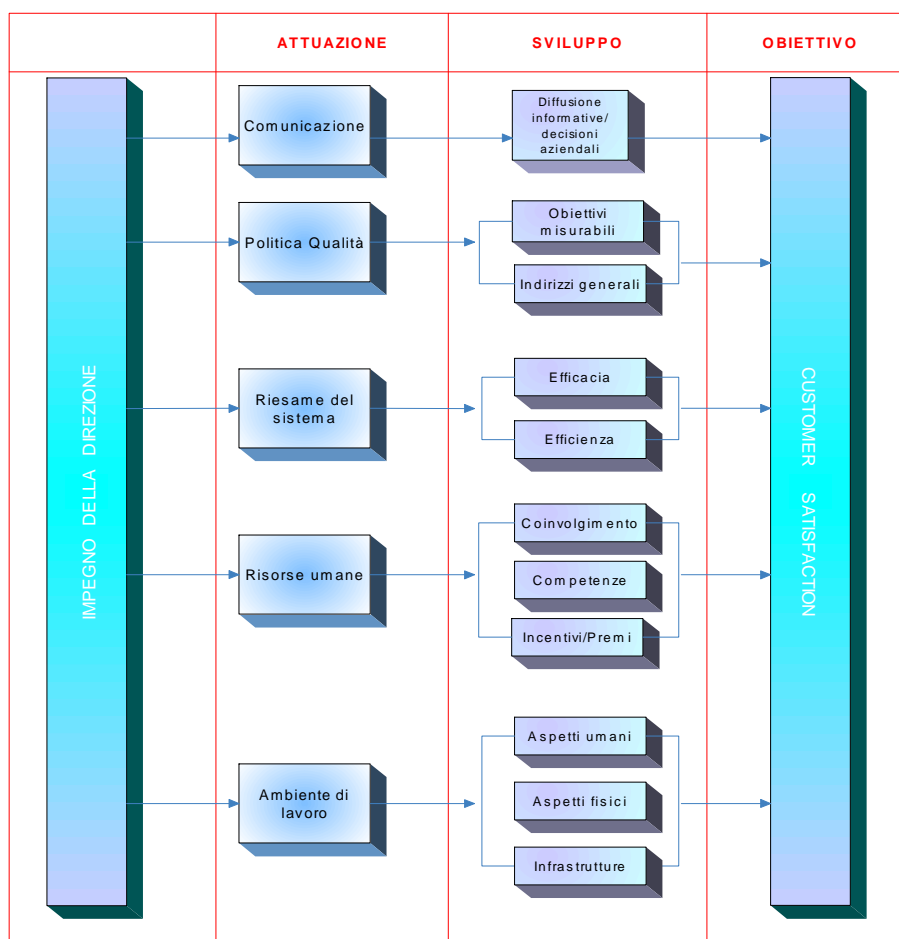 ATTUAZIONE
SVILUPPO
OBIETTIVO
IMPEGNO DELLA DIREZIONE
Comunicazione
Diffusione
informative/
decisioni
aziendali
Politica Qualità
Obiettivi
misurabili
Indirizzi generali
Riesame del
sistema
Efficacia
Efficienza
Risorse umane
Coinvolgimento
Competenze
Incentivi/Premi
Ambiente di
lavoro
Aspetti umani
Aspetti fisici
Infrastrutture
CUSTOMER SATISFACTION